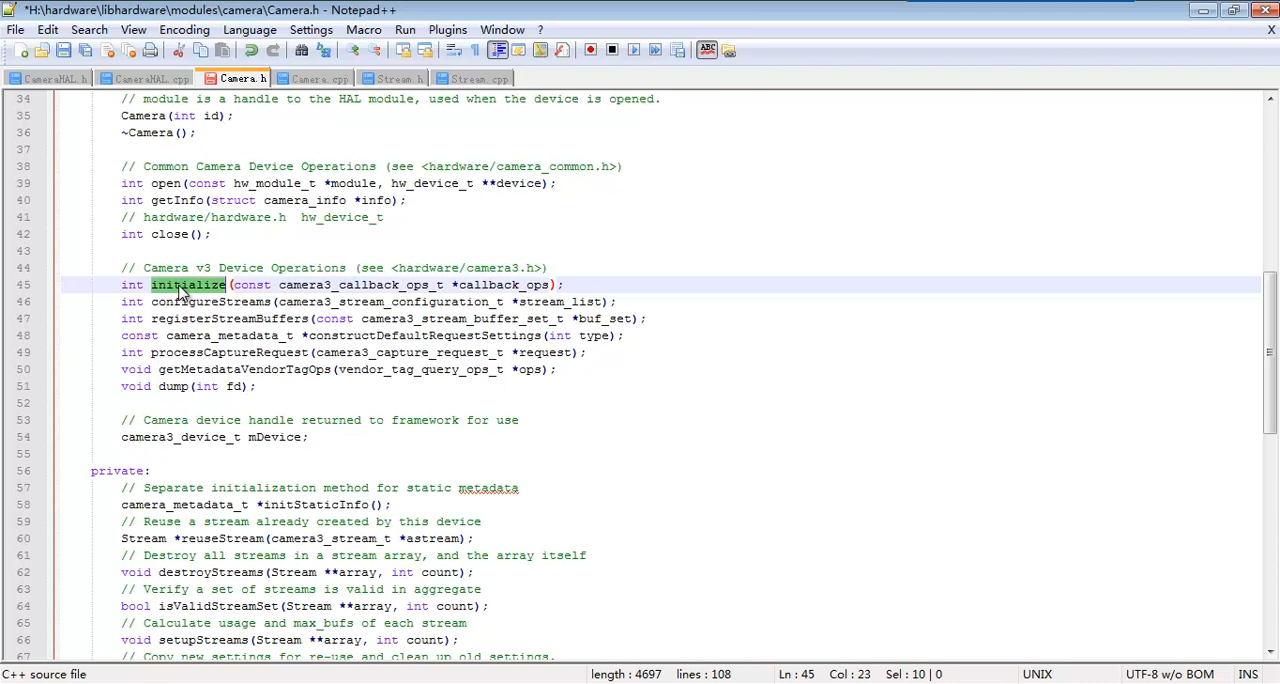 *H:\hardware\libhardware\modules\camera\Camera.h - Notepad++
File Edit Search View Encoding Language Settings Macro Run Plugins Window ? X
CameraHAL.h CameraHAL.cpp Camera.h Camera.cpp Stream.h Stream.cpp
34 // module is a handle to the HAL module, used when the device is opened.
35 Camera(int id);
36 ~Camera();
37
38 // Common Camera Device Operations (see <hardware/camera_common.h>)
39 int open(const hw_module_t *module, hw_device_t **device);
40 int getInfo(struct camera_info *info);
41 // hardware/hardware.h hw_device_t
42 int close();
43
44 // Camera v3 Device Operations (see <hardware/camera3.h>)
45 int initialize(const camera3_callback_ops_t *callback_ops);
46 int configureStreams(camera3_stream_configuration_t *stream_list);
47 int registerStreamBuffers(const camera3_stream_buffer_set_t *buf_set);
48 const camera_metadata_t *constructDefaultRequestSettings(int type);
49 int processCaptureRequest(camera3_capture_request_t *request);
50 void getMetadataVendorTagOps(vendor_tag_query_ops_t *ops);
51 void dump(int fd);
52
53 // Camera device handle returned to framework for use
54 camera3_device_t mDevice;
55
56 private:
57 // Separate initialization method for static metadata
58 camera_metadata_t *initStaticInfo();
59 // Reuse a stream already created by this device
60 Stream *reuseStream(camera3_stream_t *astream);
61 // Destroy all streams in a stream array, and the array itself
62 void destroyStreams(Stream **array, int count);
63 // Verify a set of streams is valid in aggregate
64 bool isValidStreamSet(Stream **array, int count);
65 // Calculate usage and max_bufs of each stream
66 void setupStreams(Stream **array, int count);
67 // Copy new settings for re-use and clean up old settings.
C++ source file length : 4697 lines : 108 Ln : 45 Col : 23 Sel : 10 | 0 UNIX UTF-8 w/o BOM INS